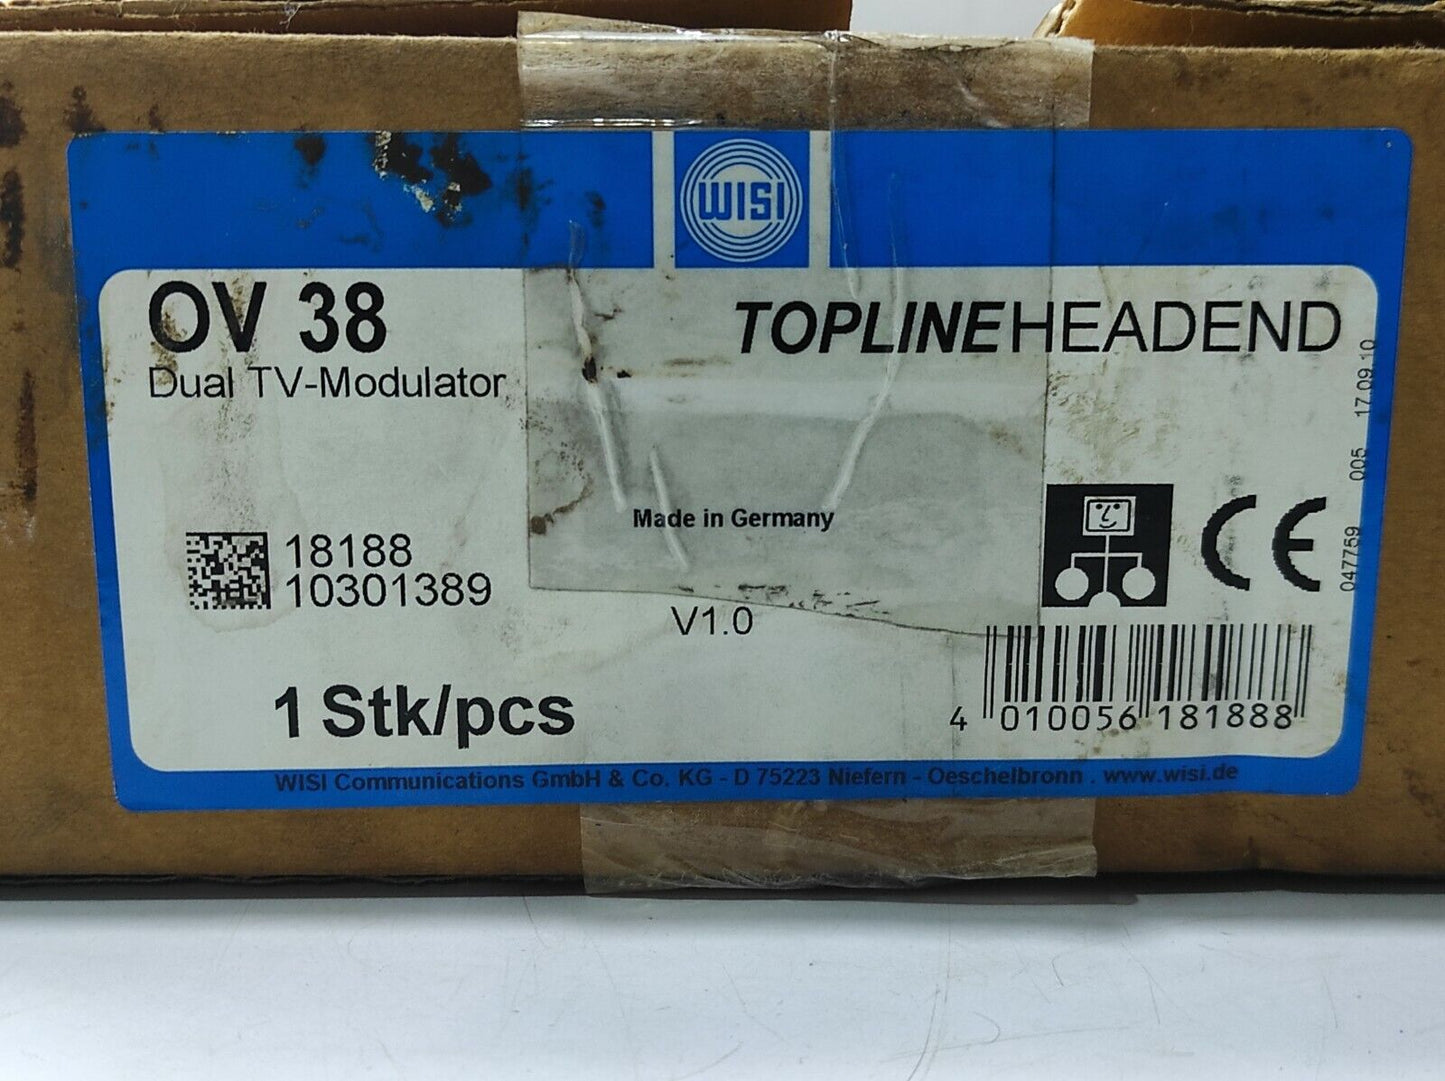 WISI
OV 38
TOPLINEHEADEND
Dual TV-Modulator
047759 005 17.09.10
Made in Germany
18188
10301389
CE
V1.0
1 Stk/pcs
4 010056 181888
WISI Communications GmbH & Co. KG - D 75223 Niefern - Oeschelbronn . www.wisi.de